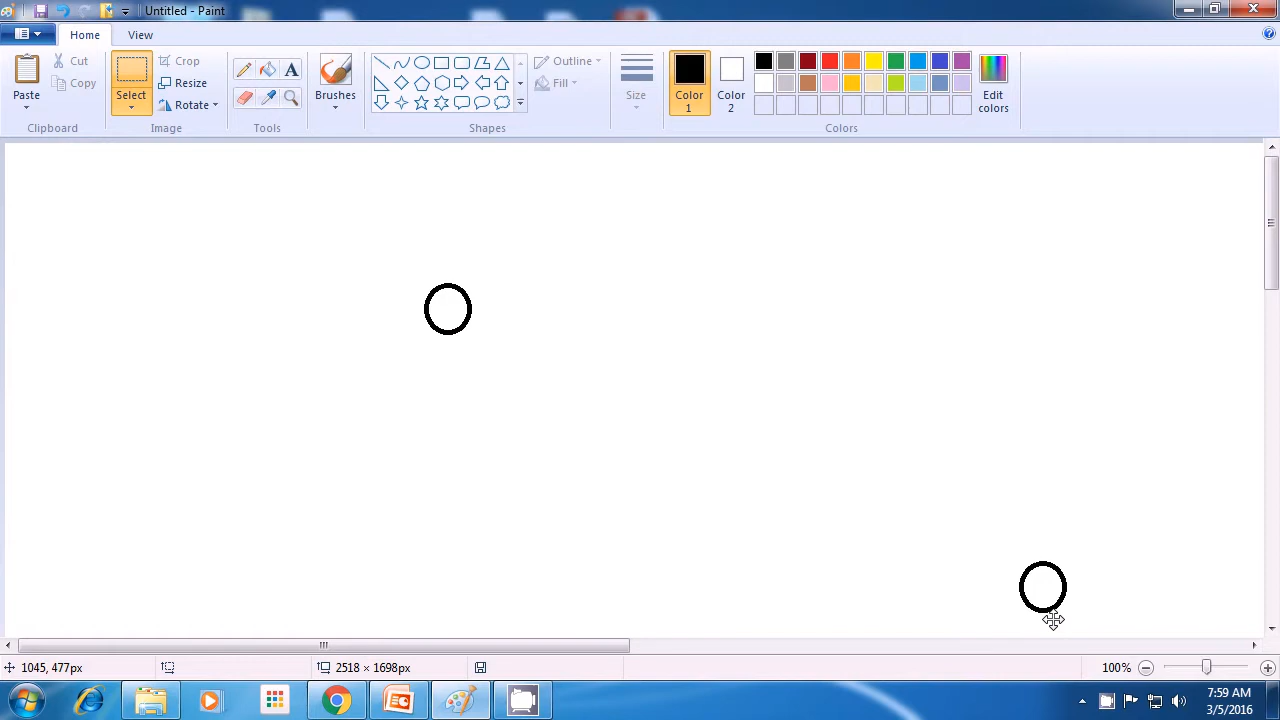 Untitled - Paint
Home View
Paste
Cut
Copy
Clipboard
Select
Crop
Resize
Rotate
Image
A
Tools
Brushes
Outline
Fill
Shapes
Size
Color 1
Color 2
Edit colors
Colors
1045, 477px
2518 × 1698px
100%
7:59 AM
3/5/2016